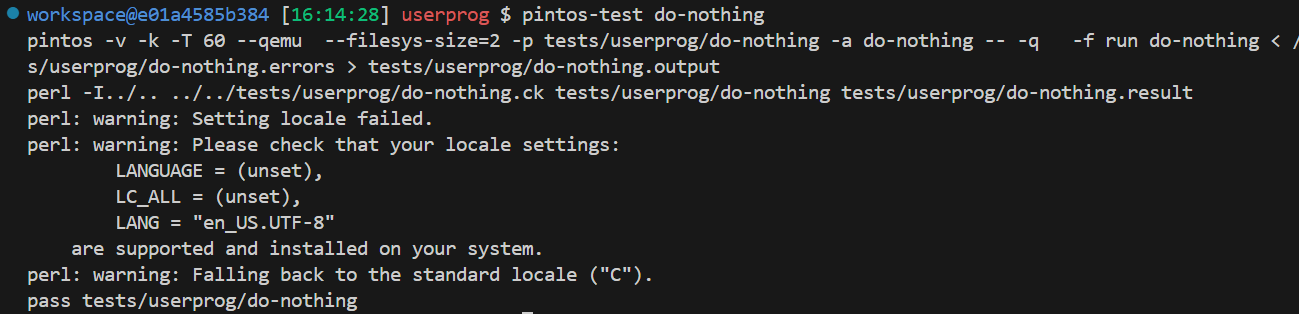 workspace@e01a4585b384 [16:14:28] userprog $ pintos-test do-nothing
pintos -v -k -T 60 --qemu  --filesys-size=2 -p tests/userprog/do-nothing -a do-nothing -- -q   -f run do-nothing < /
s/userprog/do-nothing.errors > tests/userprog/do-nothing.output
perl -I../.. ../../tests/userprog/do-nothing.ck tests/userprog/do-nothing tests/userprog/do-nothing.result
perl: warning: Setting locale failed.
perl: warning: Please check that your locale settings:
        LANGUAGE = (unset),
        LC_ALL = (unset),
        LANG = "en_US.UTF-8"
    are supported and installed on your system.
perl: warning: Falling back to the standard locale ("C").
pass tests/userprog/do-nothing